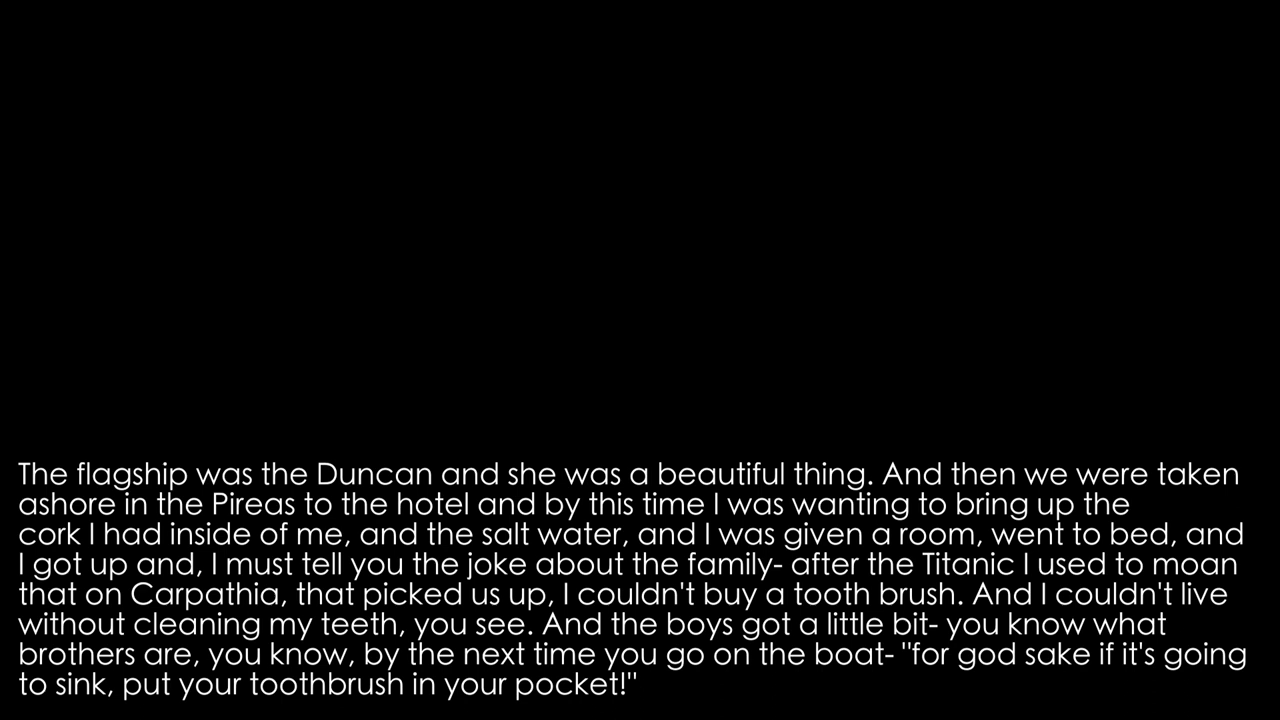 The flagship was the Duncan and she was a beautiful thing. And then we were taken
ashore in the Pireas to the hotel and by this time I was wanting to bring up the
cork I had inside of me, and the salt water, and I was given a room, went to bed, and
I got up and, I must tell you the joke about the family- after the Titanic I used to moan
that on Carpathia, that picked us up, I couldn't buy a tooth brush. And I couldn't live
without cleaning my teeth, you see. And the boys got a little bit- you know what
brothers are, you know, by the next time you go on the boat- "for god sake if it's going
to sink, put your toothbrush in your pocket!"